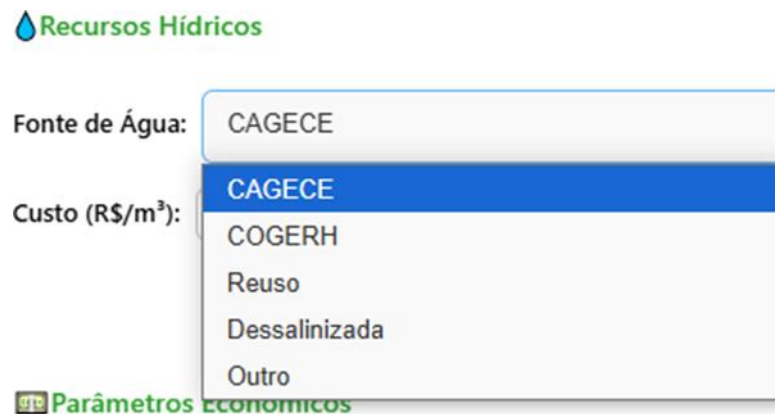 Recursos Hídricos
Fonte de Água: CAGECE
CAGECE
Custo (R$/m³):
COGERH
Reuso
Dessalinizada
Outro
Parâmetros Econômicos